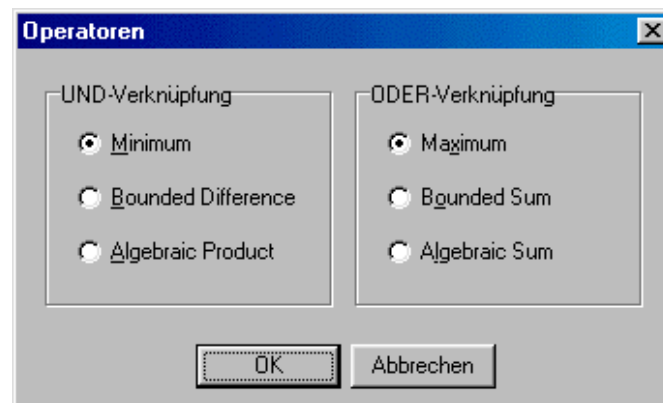 Operatoren
UND-Verknüpfung
Minimum
Bounded Difference
Algebraic Product
ODER-Verknüpfung
Maximum
Bounded Sum
Algebraic Sum
OK
Abbrechen